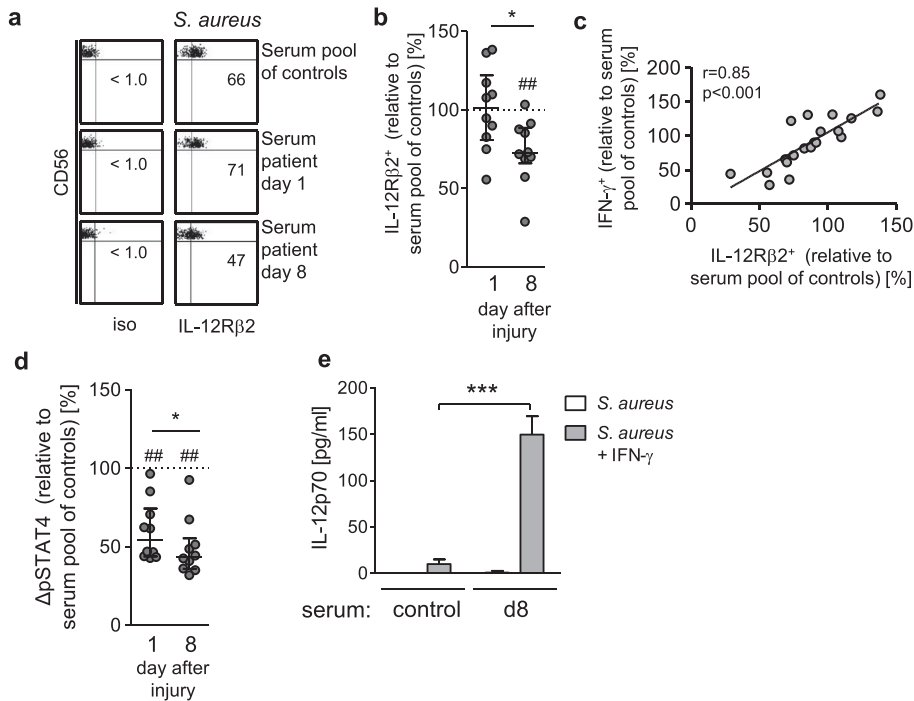 a
S. aureus
CD56
< 1.0
66
Serum pool
of controls
< 1.0
71
Serum
patient
day 1
< 1.0
47
Serum
patient
day 8
iso
IL-12Rβ2
b
IL-12Rβ2⁺ (relative to
serum pool of controls) [%]
150
100
50
0
*
##
1
8
day after
injury
c
IFN-γ⁺ (relative to serum
pool of controls) [%]
200
150
100
50
0
r=0.85
p<0.001
0
50
100
150
IL-12Rβ2⁺ (relative to
serum pool of controls) [%]
d
ΔpSTAT4 (relative to
serum pool of controls) [%]
150
100
50
0
*
##
##
1
8
day after
injury
e
IL-12p70 [pg/ml]
200
150
100
50
0
***
S. aureus
S. aureus
+ IFN-γ
serum:
control
d8